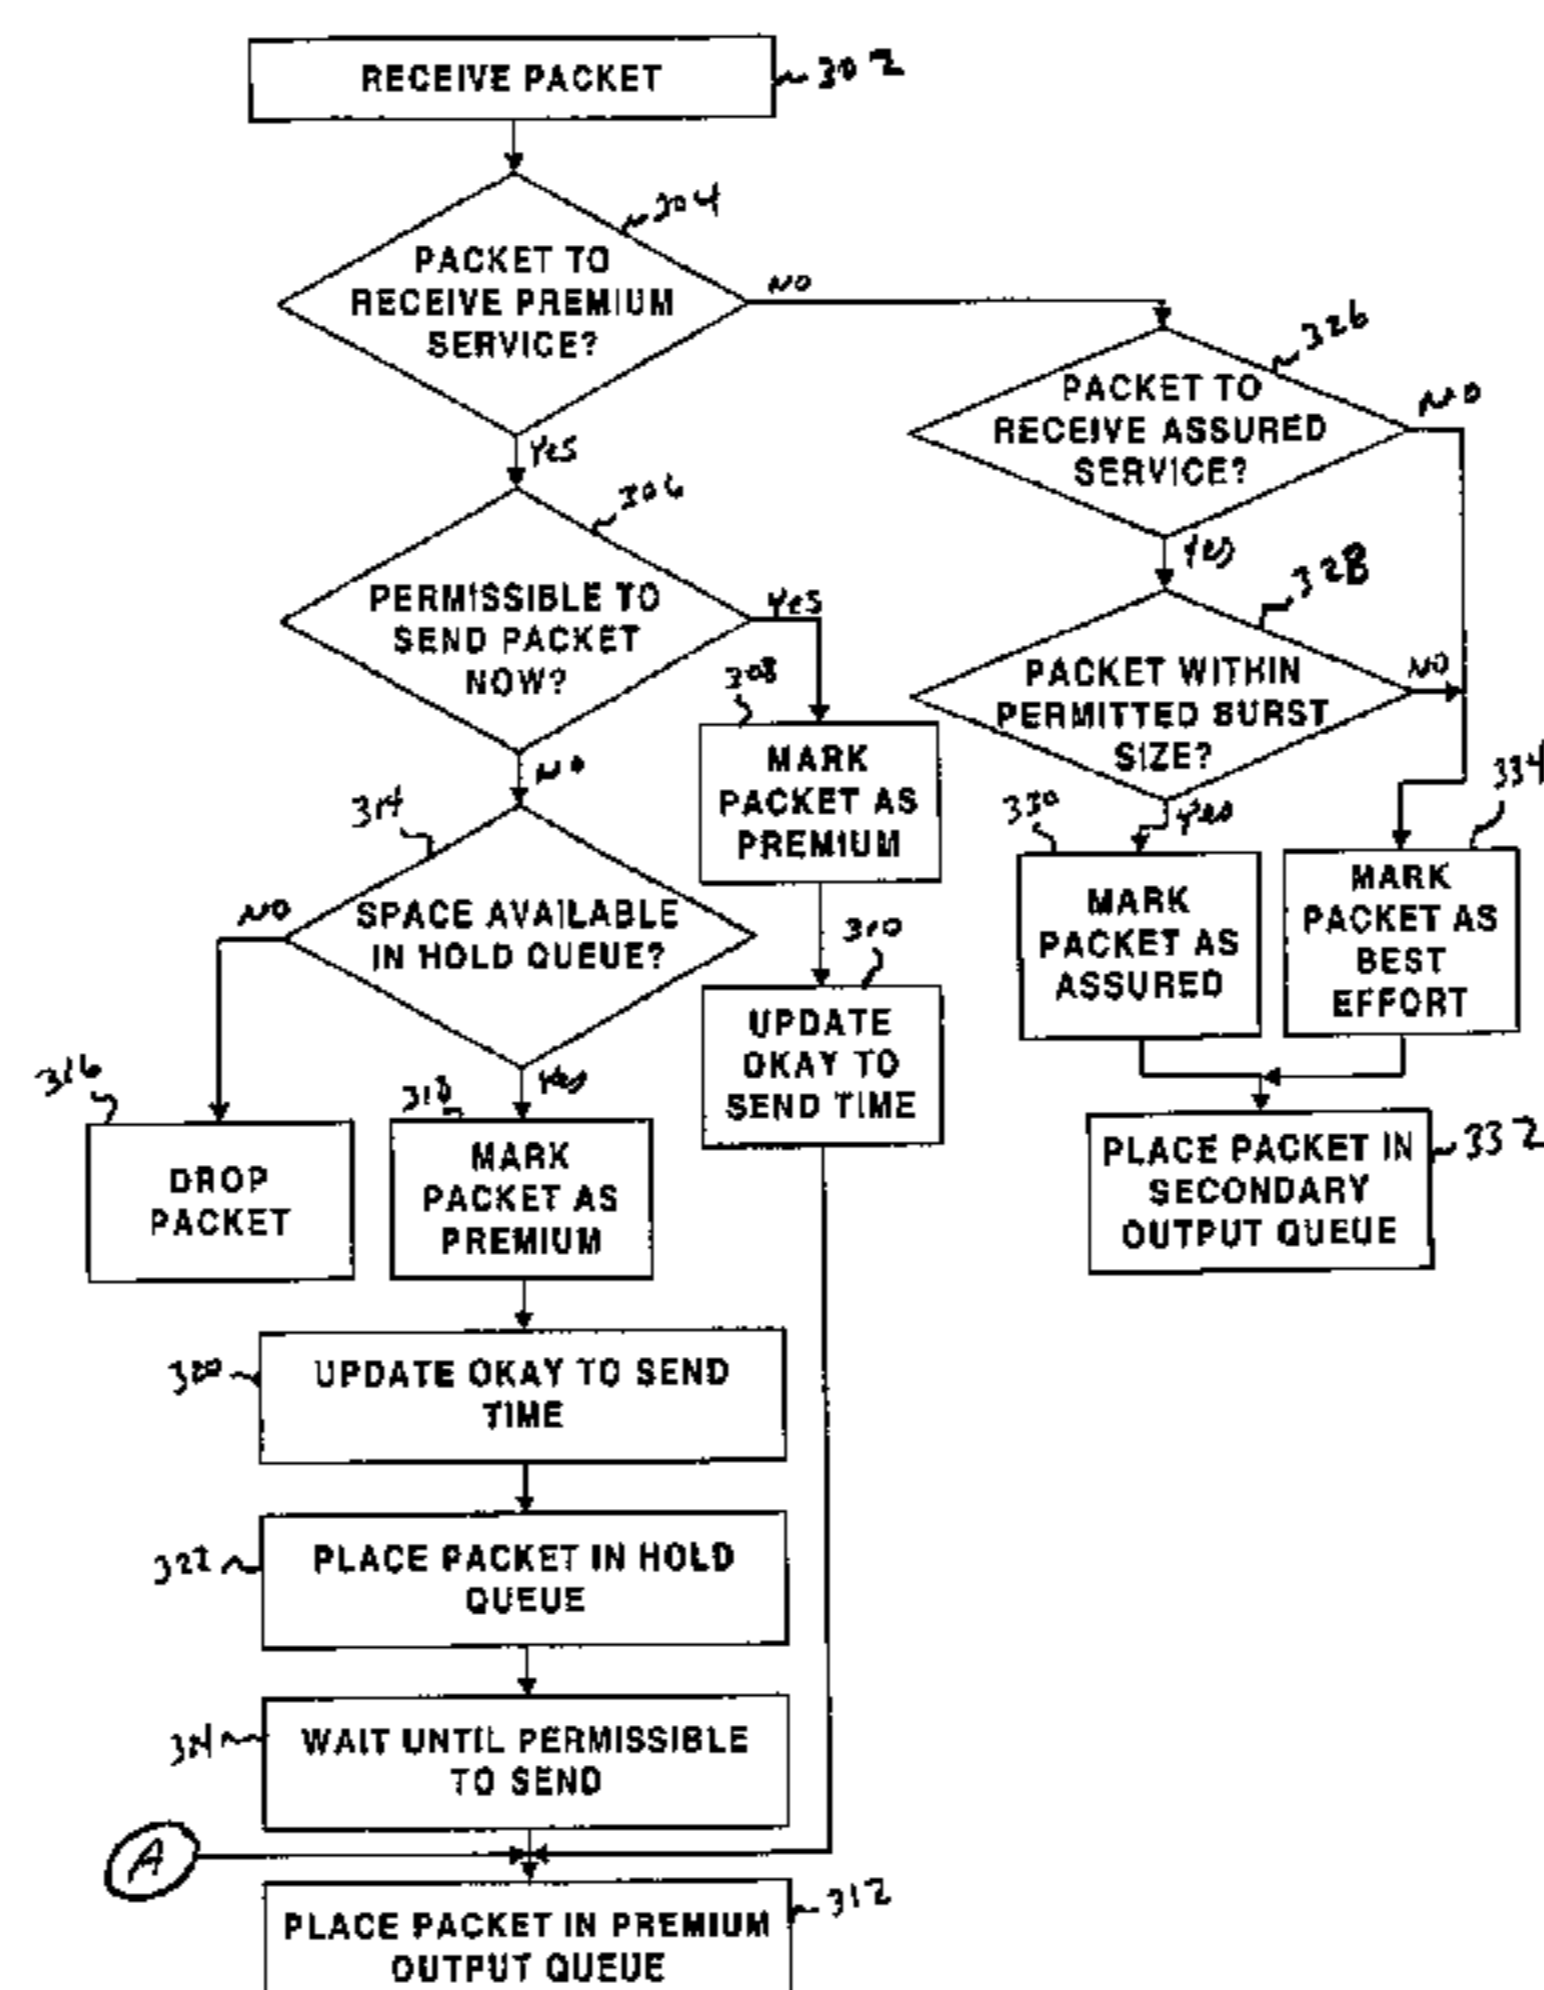 RECEIVE PACKET
302
304
PACKET TO
RECEIVE PREMIUM
SERVICE?
NO
YES
326
PACKET TO
RECEIVE ASSURED
SERVICE?
NO
YES
306
PERMISSIBLE TO
SEND PACKET
NOW?
YES
NO
328
PACKET WITHIN
PERMITTED BURST
SIZE?
NO
YES
308
MARK
PACKET AS
PREMIUM
314
SPACE AVAILABLE
IN HOLD QUEUE?
NO
YES
330
MARK
PACKET AS
ASSURED
334
MARK
PACKET AS
BEST
EFFORT
310
UPDATE
OKAY TO
SEND TIME
316
DROP
PACKET
318
MARK
PACKET AS
PREMIUM
PLACE PACKET IN
SECONDARY
OUTPUT QUEUE
332
320
UPDATE OKAY TO SEND
TIME
322
PLACE PACKET IN HOLD
QUEUE
324
WAIT UNTIL PERMISSIBLE
TO SEND
A
312
PLACE PACKET IN PREMIUM
OUTPUT QUEUE